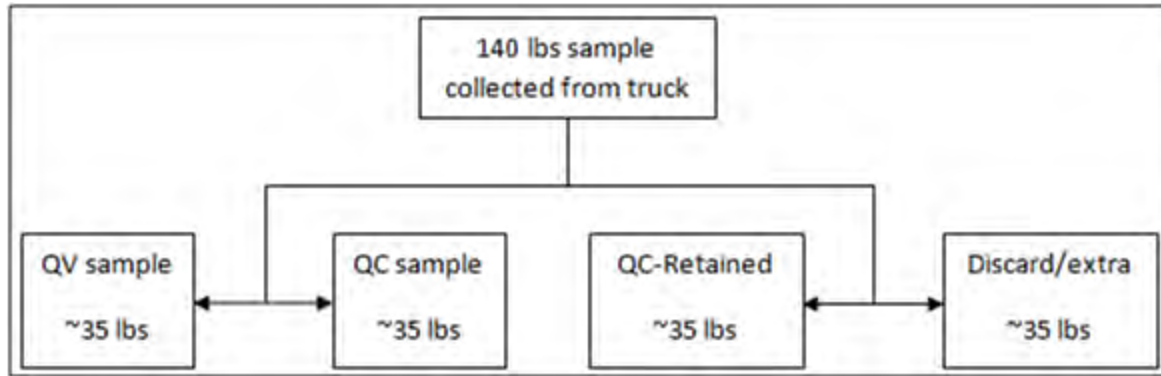 140 lbs sample
collected from truck
QV sample
~35 lbs
QC sample
~35 lbs
QC-Retained
~35 lbs
Discard/extra
~35 lbs